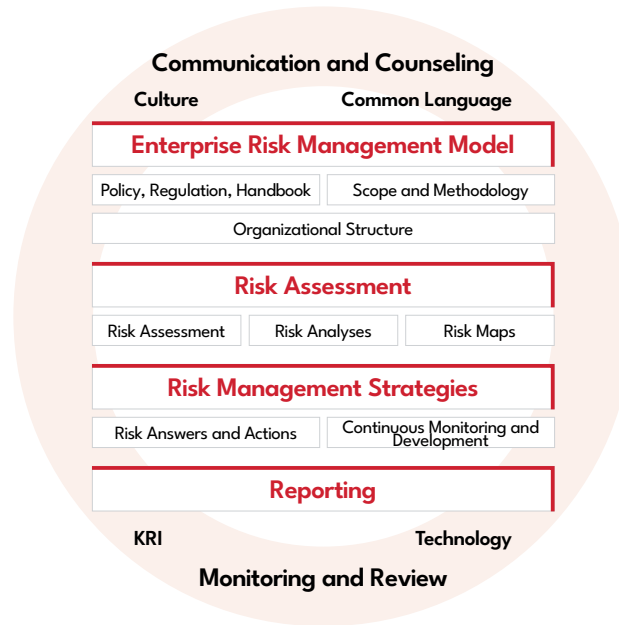 Communication and Counseling
Culture
Common Language
Enterprise Risk Management Model
Policy, Regulation, Handbook
Scope and Methodology
Organizational Structure
Risk Assessment
Risk Assessment
Risk Analyses
Risk Maps
Risk Management Strategies
Risk Answers and Actions
Continuous Monitoring and
Development
Reporting
KRI
Technology
Monitoring and Review